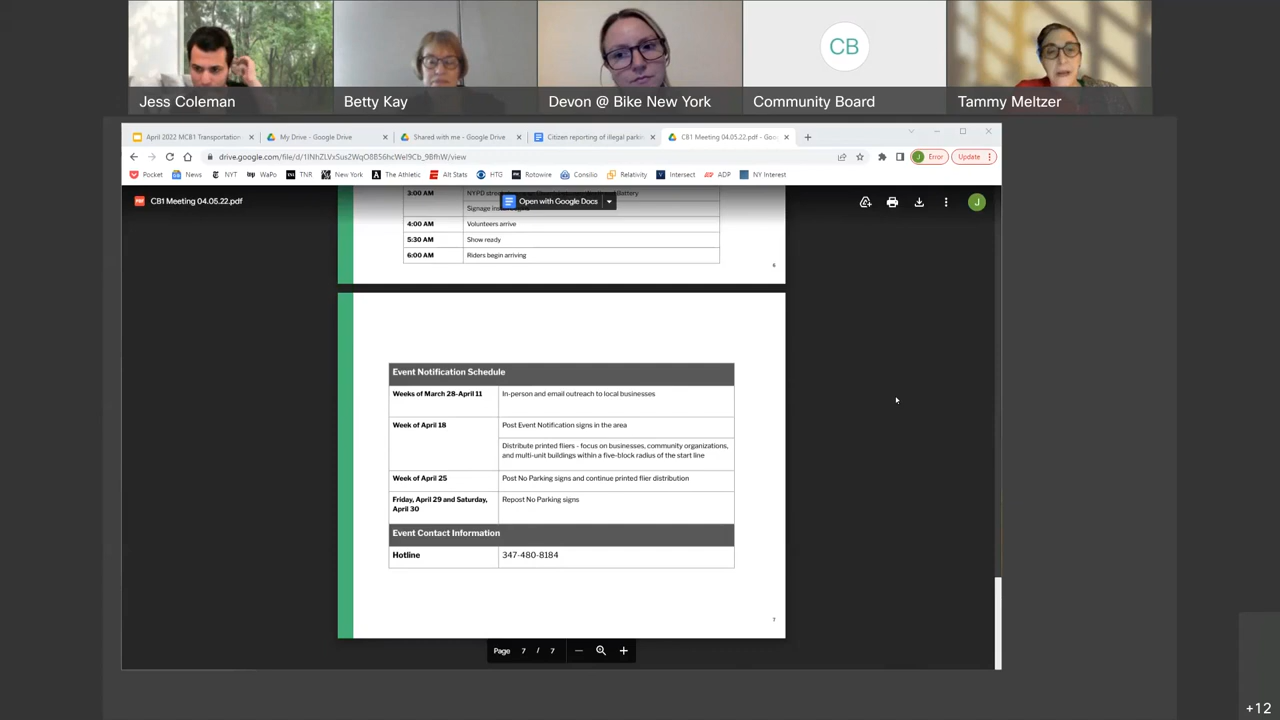 CB
Jess Coleman
Betty Kay
Devon @ Bike New York
Community Board
Tammy Meltzer
April 2022 MCB1 Transportation
My Drive - Google Drive
Shared with me - Google Drive
Citizen reporting of illegal parkin
CB1 Meeting 04.05.22.pdf - Goo
Error
Update
Pocket
News
NYT
WaPo
TNR
New York
The Athletic
Alt Stats
HTG
Rotowire
Consilio
Relativity
Intersect
ADP
NY Interest
CB1 Meeting 04.05.22.pdf
Open with Google Docs
J
3:00 AM
4:00 AM Volunteers arrive
5:30 AM Show ready
6:00 AM Riders begin arriving
6
Event Notification Schedule
Weeks of March 28-April 11 In-person and email outreach to local businesses
Week of April 18 Post Event Notification signs in the area
Distribute printed fliers - focus on businesses, community organizations,
and multi-unit buildings within a five-block radius of the start line
Week of April 25 Post No Parking signs and continue printed flier distribution
Friday, April 29 and Saturday, Repost No Parking signs
April 30
Event Contact Information
Hotline 347-480-8184
7
Page 7 / 7
+12